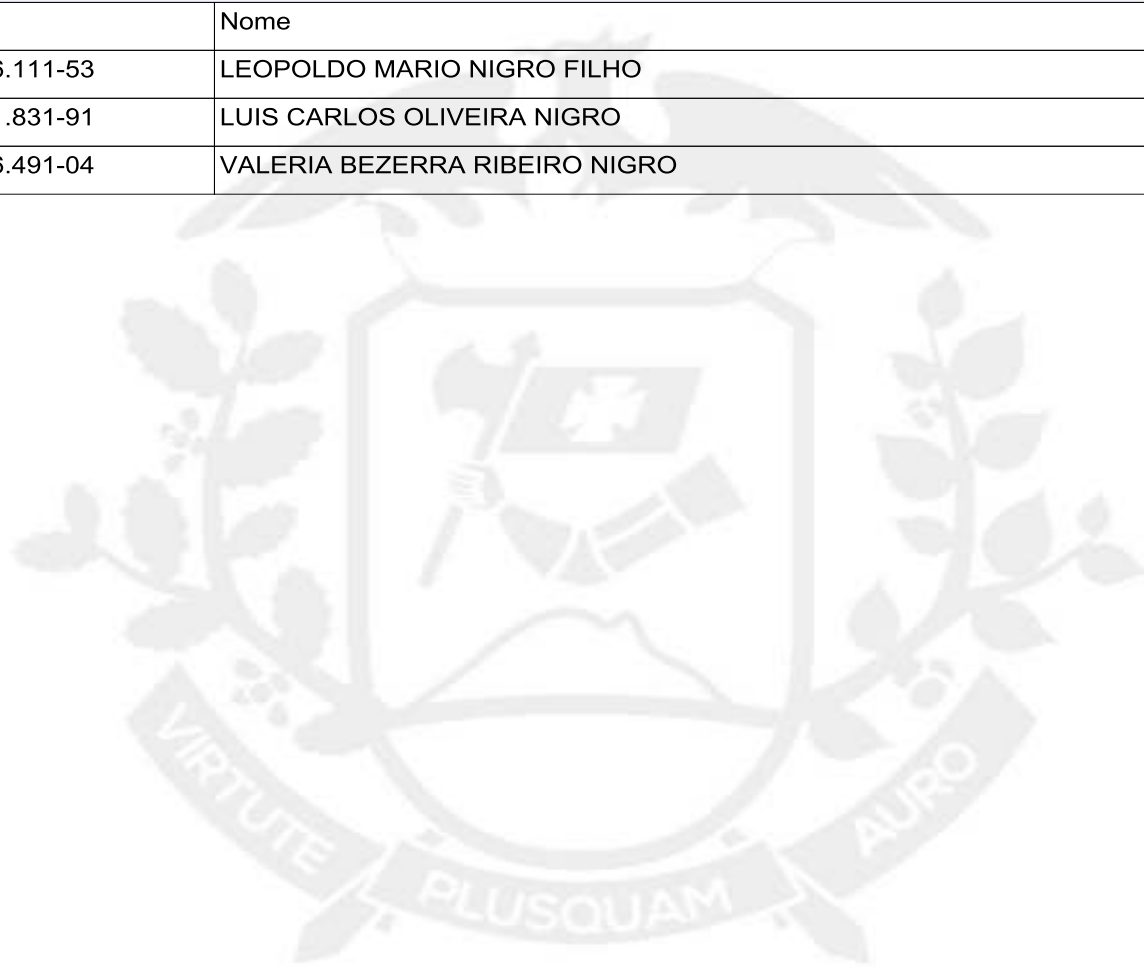 Nome
6.111-53 LEOPOLDO MARIO NIGRO FILHO
.831-91 LUIS CARLOS OLIVEIRA NIGRO
6.491-04 VALERIA BEZERRA RIBEIRO NIGRO
VIRTUTE PLUSQUAM AURO